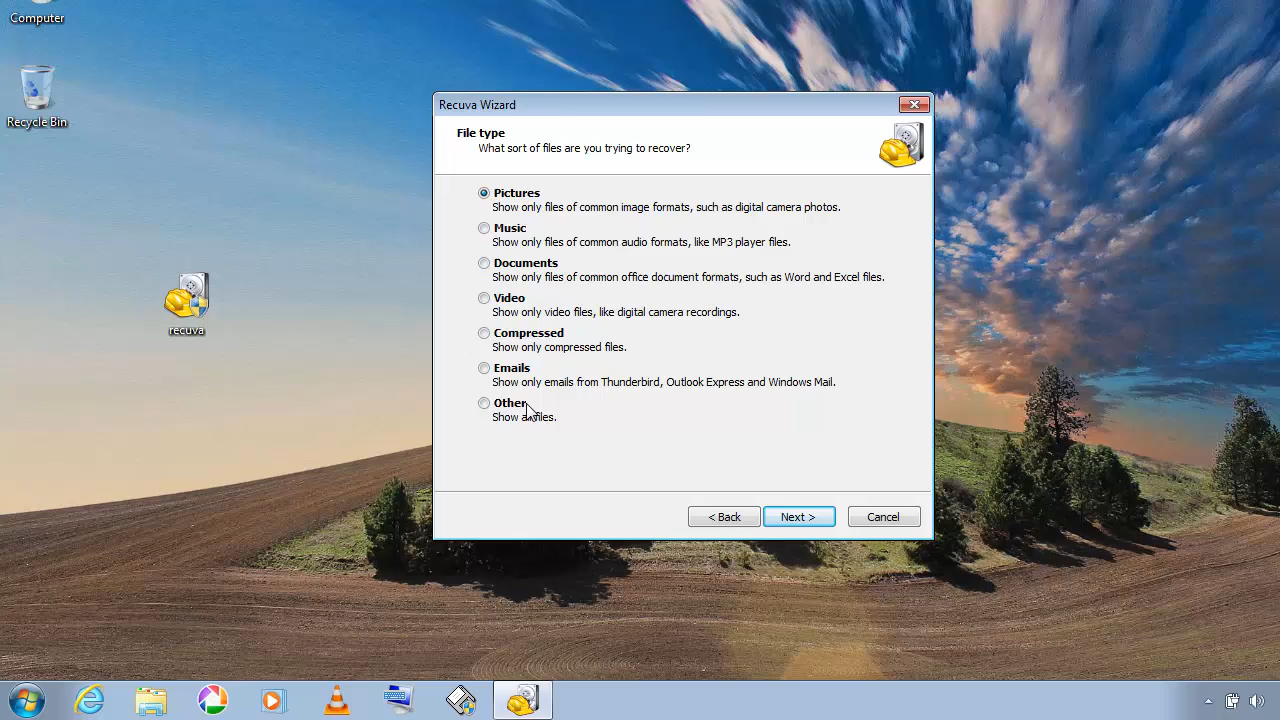 Computer
Recycle Bin
recuva
Recuva Wizard
File type
What sort of files are you trying to recover?
Pictures
Show only files of common image formats, such as digital camera photos.
Music
Show only files of common audio formats, like MP3 player files.
Documents
Show only files of common office document formats, such as Word and Excel files.
Video
Show only video files, like digital camera recordings.
Compressed
Show only compressed files.
Emails
Show only emails from Thunderbird, Outlook Express and Windows Mail.
Other
Show all files.
< Back
Next >
Cancel